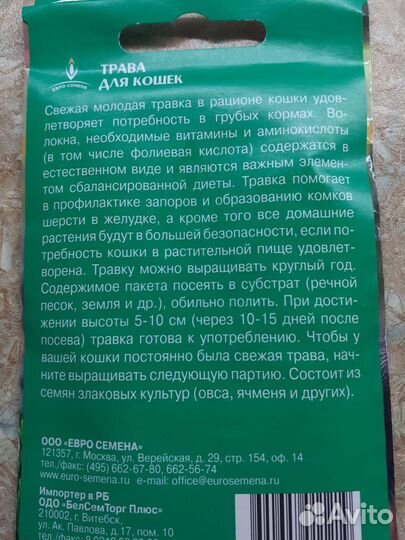 ЕВРО-СЕМЕНА
ТРАВА
ДЛЯ КОШЕК
Свежая молодая травка в рационе кошки удов-
летворяет потребность в грубых кормах. Во-
локна, необходимые витамины и аминокислоты
(в том числе фолиевая кислота) содержатся в
естественном виде и являются важным элемен-
том сбалансированной диеты. Травка помогает
в профилактике запоров и образованию комков
шерсти в желудке, а кроме того все домашние
растения будут в большей безопасности, если по-
требность кошки в растительной пище удовлет-
ворена. Травку можно выращивать круглый год.
Содержимое пакета посеять в субстрат (речной
песок, земля и др.), обильно полить. При дости-
жении высоты 5-10 см (через 10-15 дней после
посева) травка готова к употреблению. Чтобы у
вашей кошки постоянно была свежая трава, нач-
ните выращивать следующую партию. Состоит из
семян злаковых культур (овса, ячменя и других).
ООО «ЕВРО СЕМЕНА»
121357, г. Москва, ул. Верейская, д. 29, стр. 154, оф. 14
тел./факс: (495) 662-67-80, 662-56-74
www.euro-semena.ru • e-mail: office@eurosemena.ru
Импортер в РБ
ОДО «БелСемТорг Плюс»
210002, г. Витебск,
ул. Ак. Павлова, д.17, пом. 10
Avito